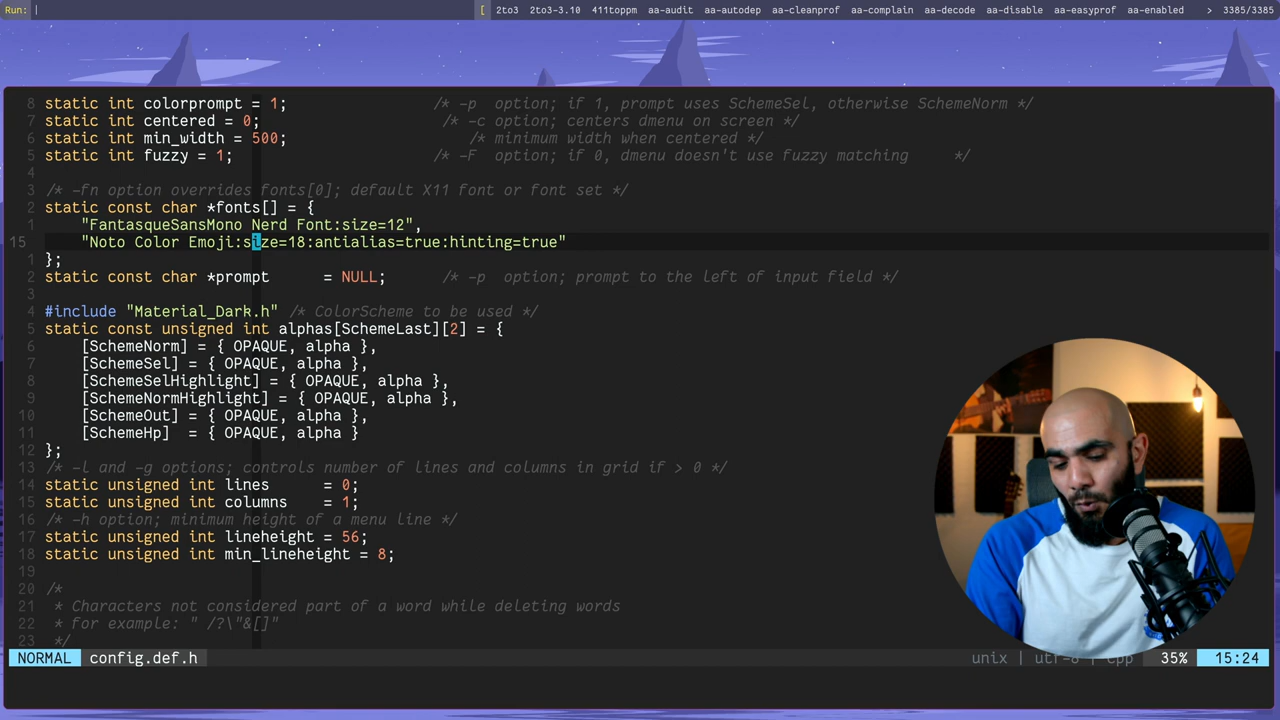 Run: [ 2to3 2to3-3.10 411toppm aa-audit aa-autodep aa-cleanprof aa-complain aa-decode aa-disable aa-easyprof aa-enabled > 3385/3385
8 static int colorprompt = 1; /* -p option; if 1, prompt uses SchemeSel, otherwise SchemeNorm */
7 static int centered = 0; /* -c option; centers dmenu on screen */
6 static int min_width = 500; /* minimum width when centered */
5 static int fuzzy = 1; /* -F option; if 0, dmenu doesn't use fuzzy matching */
4
3 /* -fn option overrides fonts[0]; default X11 font or font set */
2 static const char *fonts[] = {
1 "FantasqueSansMono Nerd Font:size=12",
15 "Noto Color Emoji:size=18:antialias=true:hinting=true"
1 };
2 static const char *prompt = NULL; /* -p option; prompt to the left of input field */
3
4 #include "Material_Dark.h" /* ColorScheme to be used */
5 static const unsigned int alphas[SchemeLast][2] = {
6 [SchemeNorm] = { OPAQUE, alpha },
7 [SchemeSel] = { OPAQUE, alpha },
8 [SchemeSelHighlight] = { OPAQUE, alpha },
9 [SchemeNormHighlight] = { OPAQUE, alpha },
10 [SchemeOut] = { OPAQUE, alpha },
11 [SchemeHp] = { OPAQUE, alpha }
12 };
13 /* -l and -g options; controls number of lines and columns in grid if > 0 */
14 static unsigned int lines = 0;
15 static unsigned int columns = 1;
16 /* -h option; minimum height of a menu line */
17 static unsigned int lineheight = 56;
18 static unsigned int min_lineheight = 8;
19
20 /*
21 * Characters not considered part of a word while deleting words
22 * for example: " /?\"&[]"
23 */
NORMAL config.def.h unix | utf-8 | cpp 35% 15:24